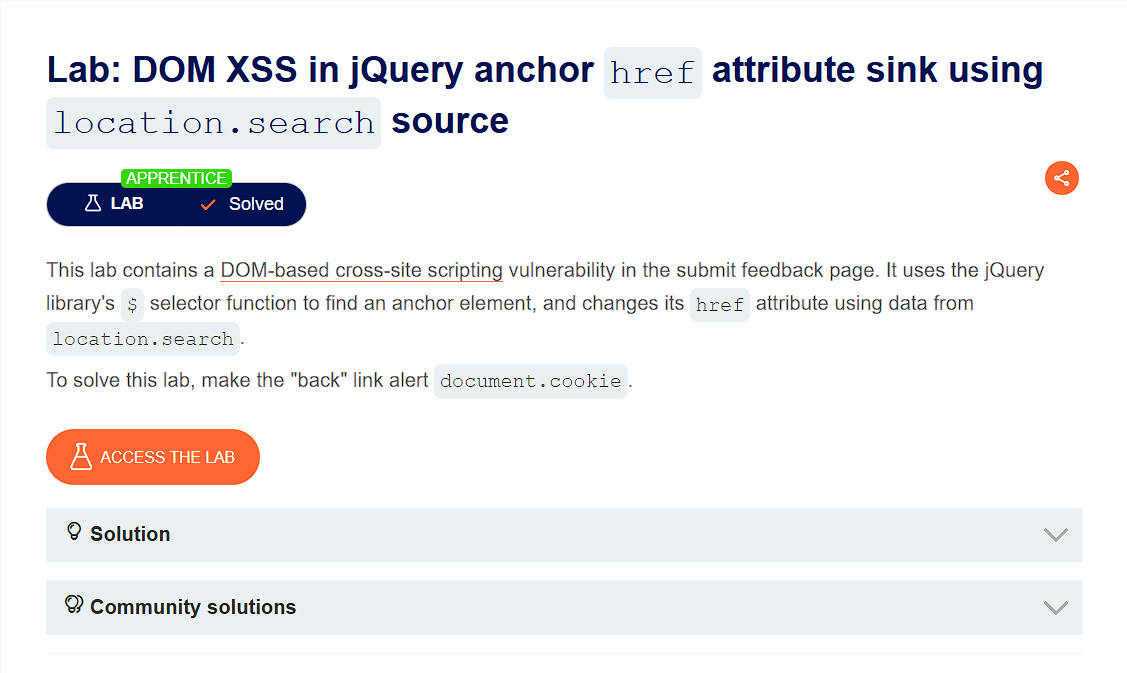 Lab: DOM XSS in jQuery anchor href attribute sink using
location.search source
APPRENTICE
LAB Solved
This lab contains a DOM-based cross-site scripting vulnerability in the submit feedback page. It uses the jQuery
library's $ selector function to find an anchor element, and changes its href attribute using data from
location.search.
To solve this lab, make the "back" link alert document.cookie.
ACCESS THE LAB
Solution
Community solutions